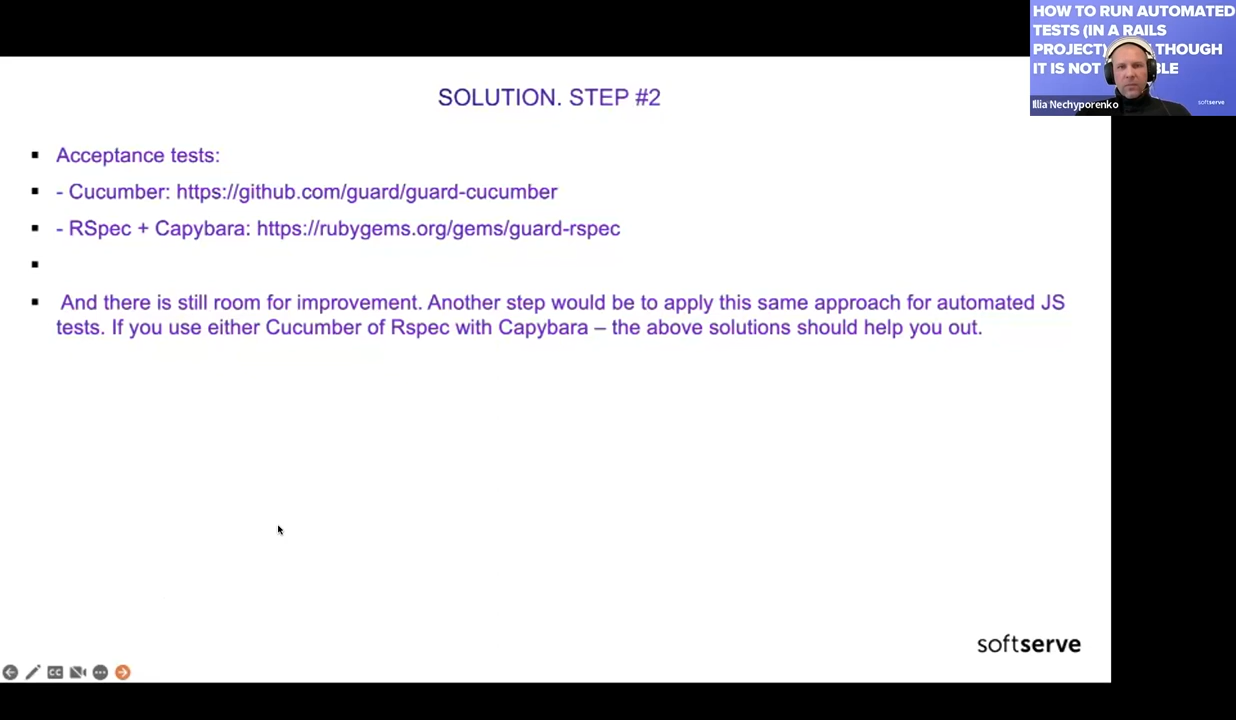 HOW TO RUN AUTOMATED
TESTS (IN A RAILS
PROJECT) THOUGH
IT IS NOT BLE
Illia Nechyporenko
softserve
SOLUTION. STEP #2
Acceptance tests:
- Cucumber: https://github.com/guard/guard-cucumber
- RSpec + Capybara: https://rubygems.org/gems/guard-rspec
And there is still room for improvement. Another step would be to apply this same approach for automated JS
tests. If you use either Cucumber of Rspec with Capybara – the above solutions should help you out.
softserve
CC